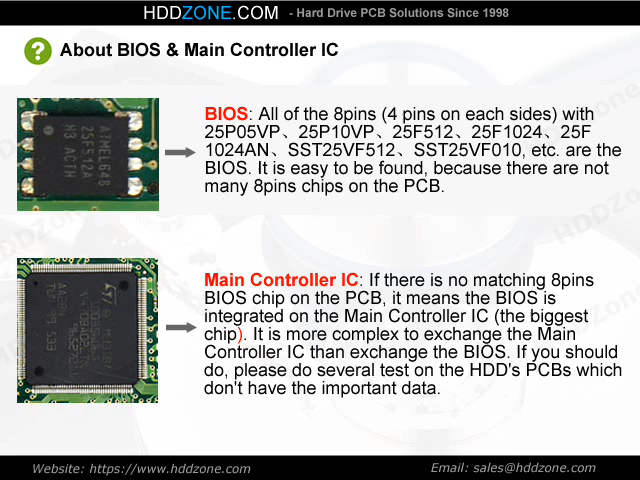 HDDZONE.COM - Hard Drive PCB Solutions Since 1998
? About BIOS & Main Controller IC
ATMEL648
25F512A
N3 ACTH
BIOS: All of the 8pins (4 pins on each sides) with
25P05VP、25P10VP、25F512、25F1024、25F
1024AN、SST25VF512、SST25VF010, etc. are the
BIOS. It is easy to be found, because there are not
many 8pins chips on the PCB.
Main Controller IC: If there is no matching 8pins
BIOS chip on the PCB, it means the BIOS is
integrated on the Main Controller IC (the biggest
chip). It is more complex to exchange the Main
Controller IC than exchange the BIOS. If you should
do, please do several test on the HDD's PCBs which
don't have the important data.
Website: https://www.hddzone.com Email: sales@hddzone.com